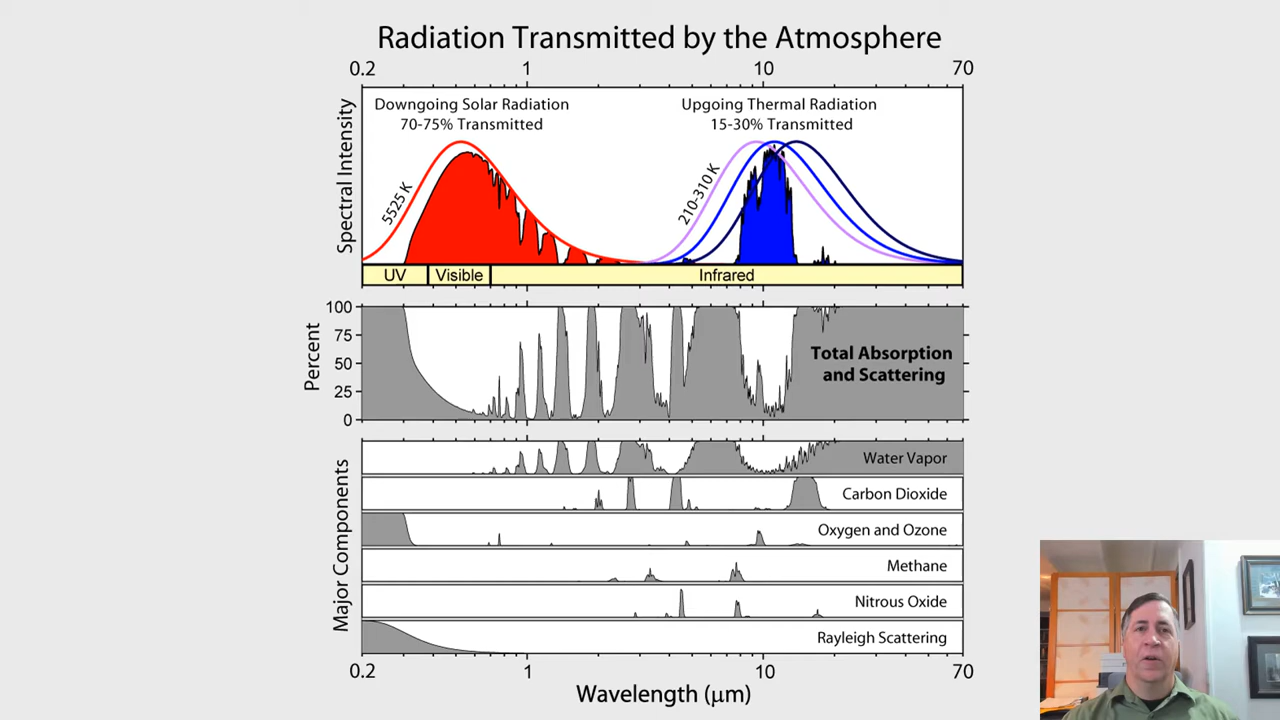 Radiation Transmitted by the Atmosphere
0.2 1 10 70
Spectral Intensity
Downgoing Solar Radiation
70-75% Transmitted
Upgoing Thermal Radiation
15-30% Transmitted
5525 K
210-310 K
UV Visible Infrared
Percent
100
75
50
25
0
Total Absorption
and Scattering
Major Components
Water Vapor
Carbon Dioxide
Oxygen and Ozone
Methane
Nitrous Oxide
Rayleigh Scattering
0.2 1 10 70
Wavelength (μm)